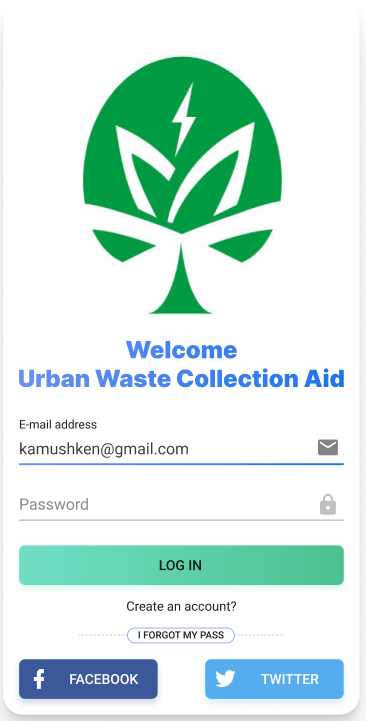 Welcome
Urban Waste Collection Aid
E-mail address
kamushken@gmail.com
Password
LOG IN
Create an account?
I FORGOT MY PASS
FACEBOOK
TWITTER